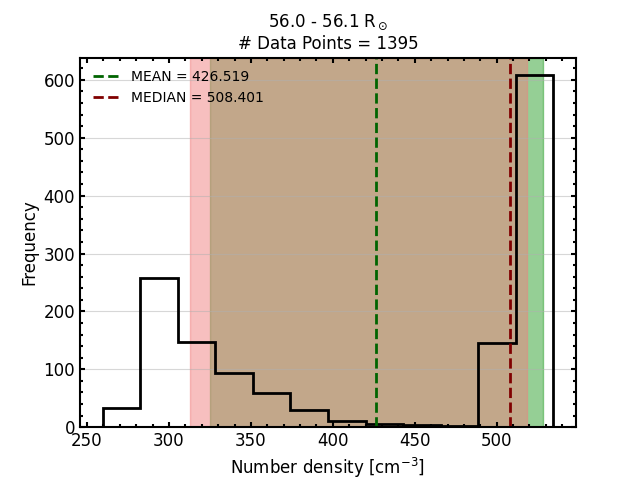 56.0 - 56.1 R⊙
# Data Points = 1395
MEAN = 426.519
MEDIAN = 508.401
600
500
400
300
200
100
0
Frequency
250 300 350 400 450 500
Number density [cm⁻³]